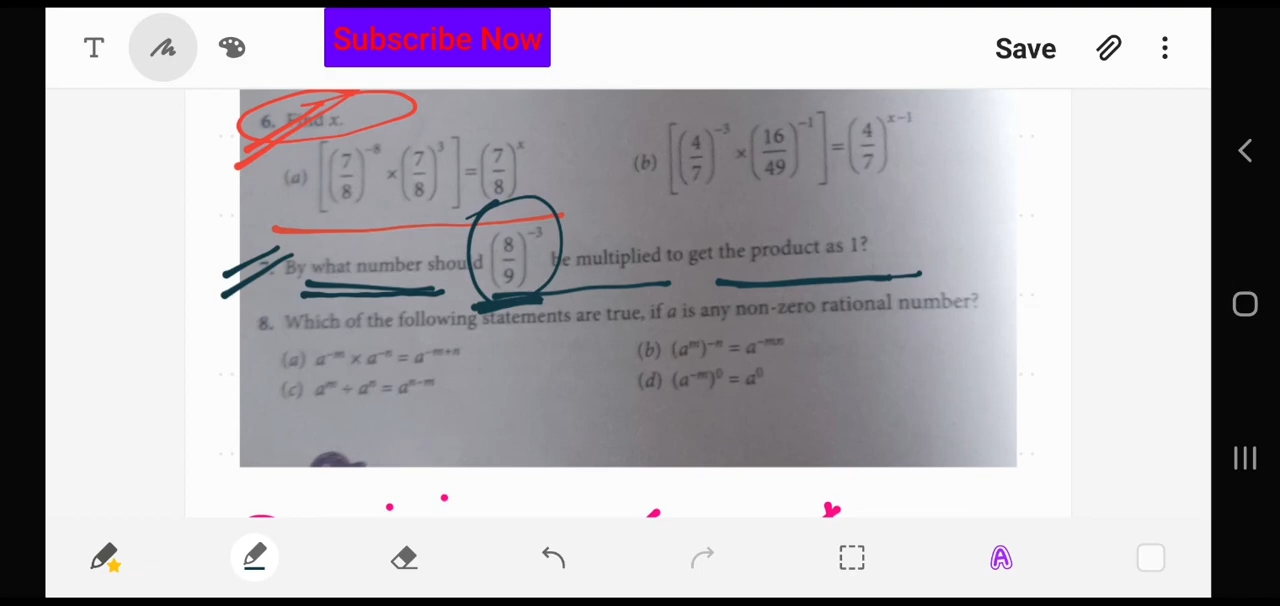 T
Subscribe Now
Save
6. Find x.
(a) [(7/8)^-8 × (7/8)^3] = (7/8)^x
(b) [(4/7)^-3 × (16/49)^-1] = (4/7)^x-1
7. By what number should (8/9)^-3 be multiplied to get the product as 1?
8. Which of the following statements are true, if a is any non-zero rational number?
(a) a^-m × a^-n = a^-m+n
(b) (a^m)^-n = a^-mn
(c) a^m ÷ a^n = a^n-m
(d) (a^-m)^0 = a^0
A